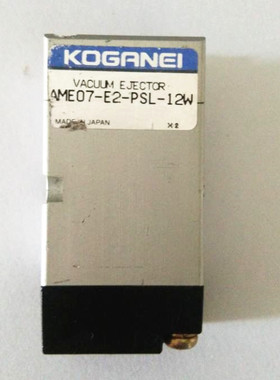 KOGANEI
VACUUM EJECTOR
AME07-E2-PSL-12W
MADE IN JAPAN X2